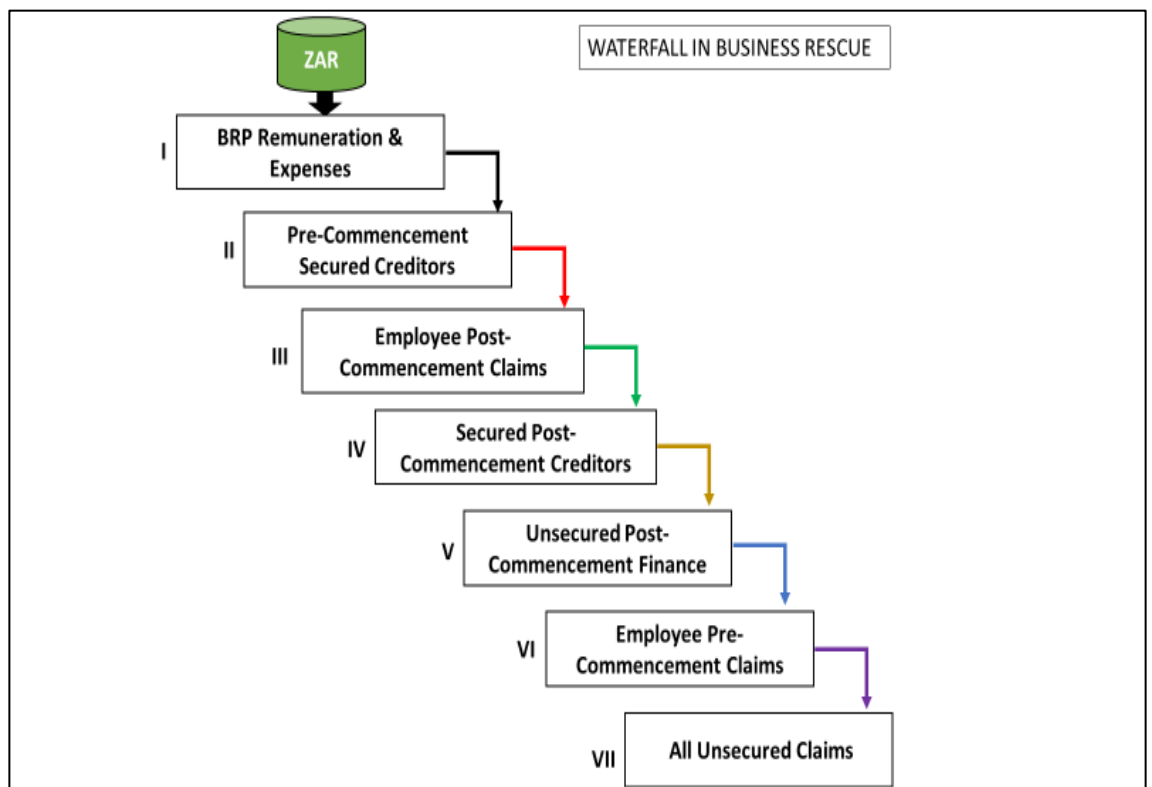 ZAR
WATERFALL IN BUSINESS RESCUE
I
BRP Remuneration &
Expenses
II
Pre-Commencement
Secured Creditors
III
Employee Post-
Commencement Claims
IV
Secured Post-
Commencement Creditors
V
Unsecured Post-
Commencement Finance
VI
Employee Pre-
Commencement Claims
VII
All Unsecured Claims